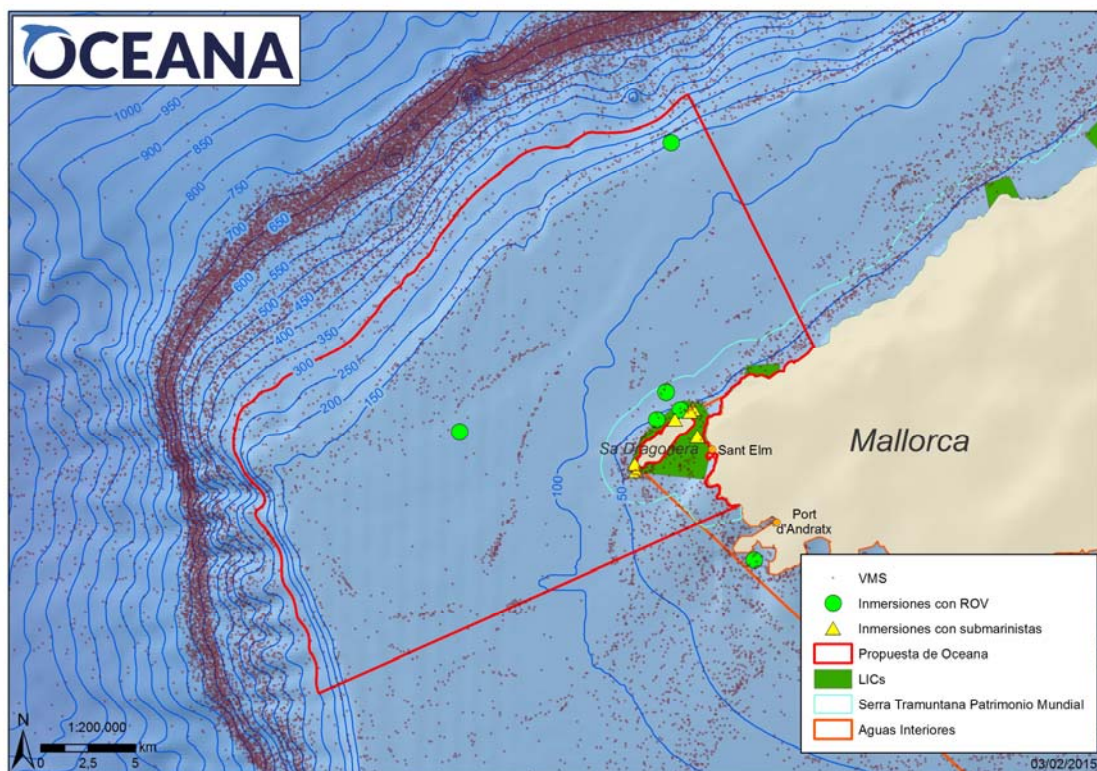 OCEANA
1000
950
900
850
800
750
700
650
600
550
500
450
400
350
300
250
200
150
100
50
Sa Dragonera
Sant Elm
Mallorca
Port
d'Andratx
VMS
Inmersiones con ROV
Inmersiones con submarinistas
Propuesta de Oceana
LICs
Serra Tramuntana Patrimonio Mundial
Aguas Interiores
N
1:200.000
0 2,5 5 km
03/02/2015